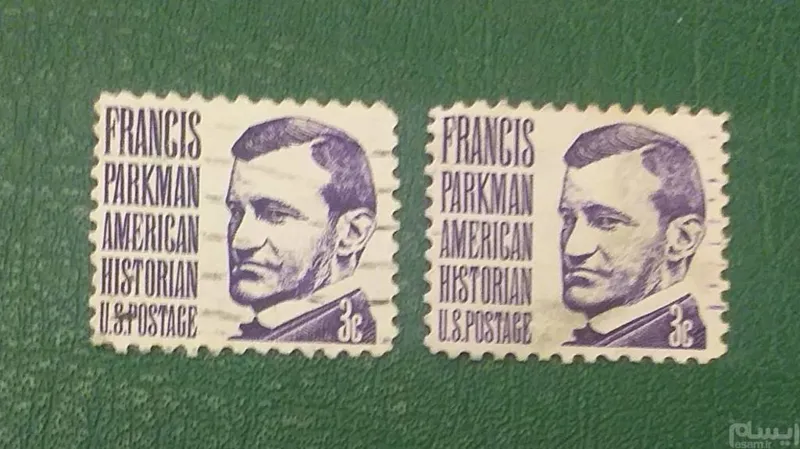 FRANCIS
PARKMAN
AMERICAN
HISTORIAN
U.S.POSTAGE
3c
FRANCIS
PARKMAN
AMERICAN
HISTORIAN
U.S.POSTAGE
3c
ایسام
esam.ir